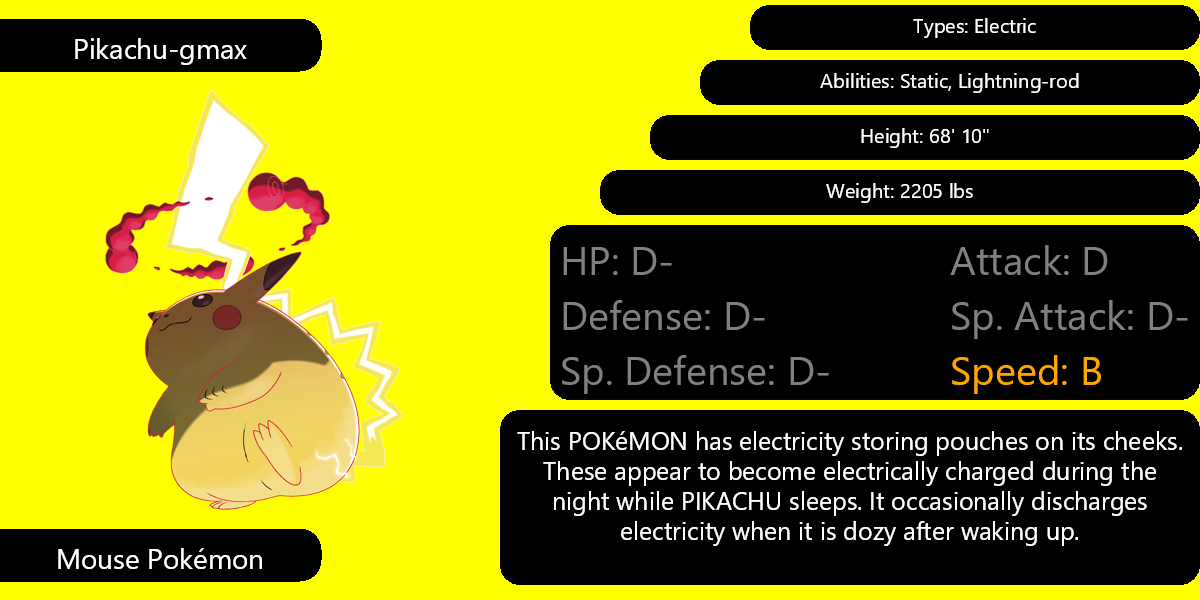 Pikachu-gmax
Types: Electric
Abilities: Static, Lightning-rod
Height: 68' 10"
Weight: 2205 lbs
HP: D-
Attack: D
Defense: D-
Sp. Attack: D-
Sp. Defense: D-
Speed: B
This POKéMON has electricity storing pouches on its cheeks.
These appear to become electrically charged during the
night while PIKACHU sleeps. It occasionally discharges
electricity when it is dozy after waking up.
Mouse Pokémon